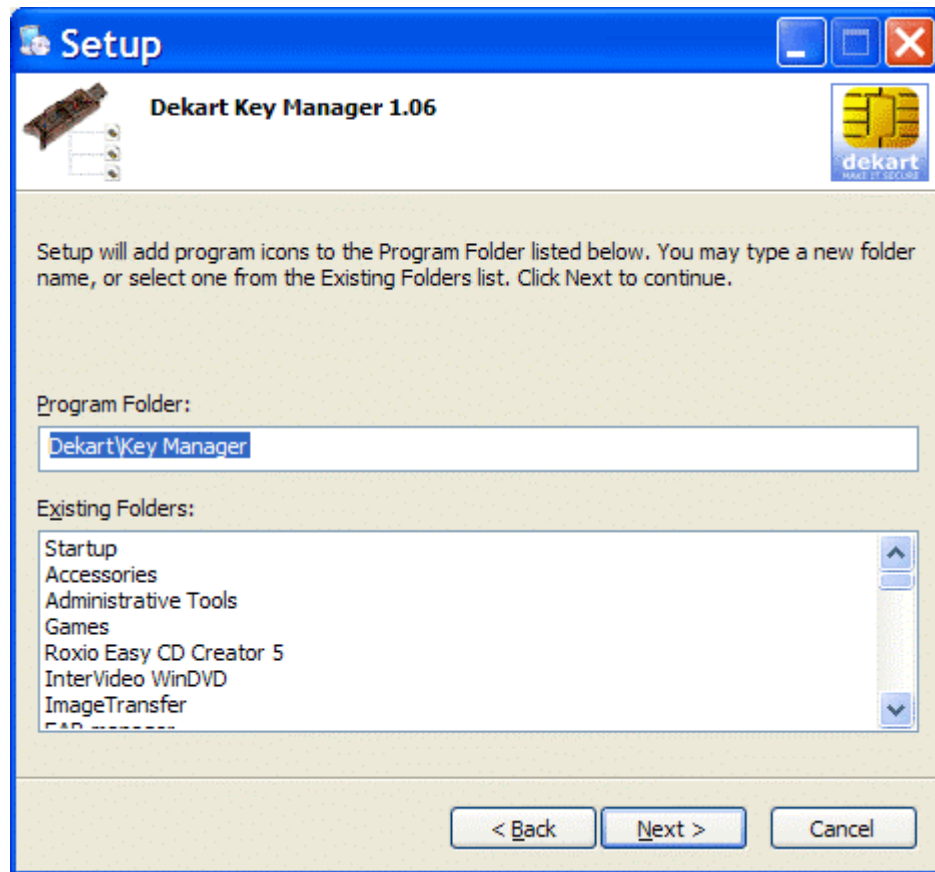 Setup
Dekart Key Manager 1.06
dekart
MAKE IT SECURE
Setup will add program icons to the Program Folder listed below. You may type a new folder
name, or select one from the Existing Folders list. Click Next to continue.
Program Folder:
Dekart\Key Manager
Existing Folders:
Startup
Accessories
Administrative Tools
Games
Roxio Easy CD Creator 5
InterVideo WinDVD
ImageTransfer
< Back Next > Cancel